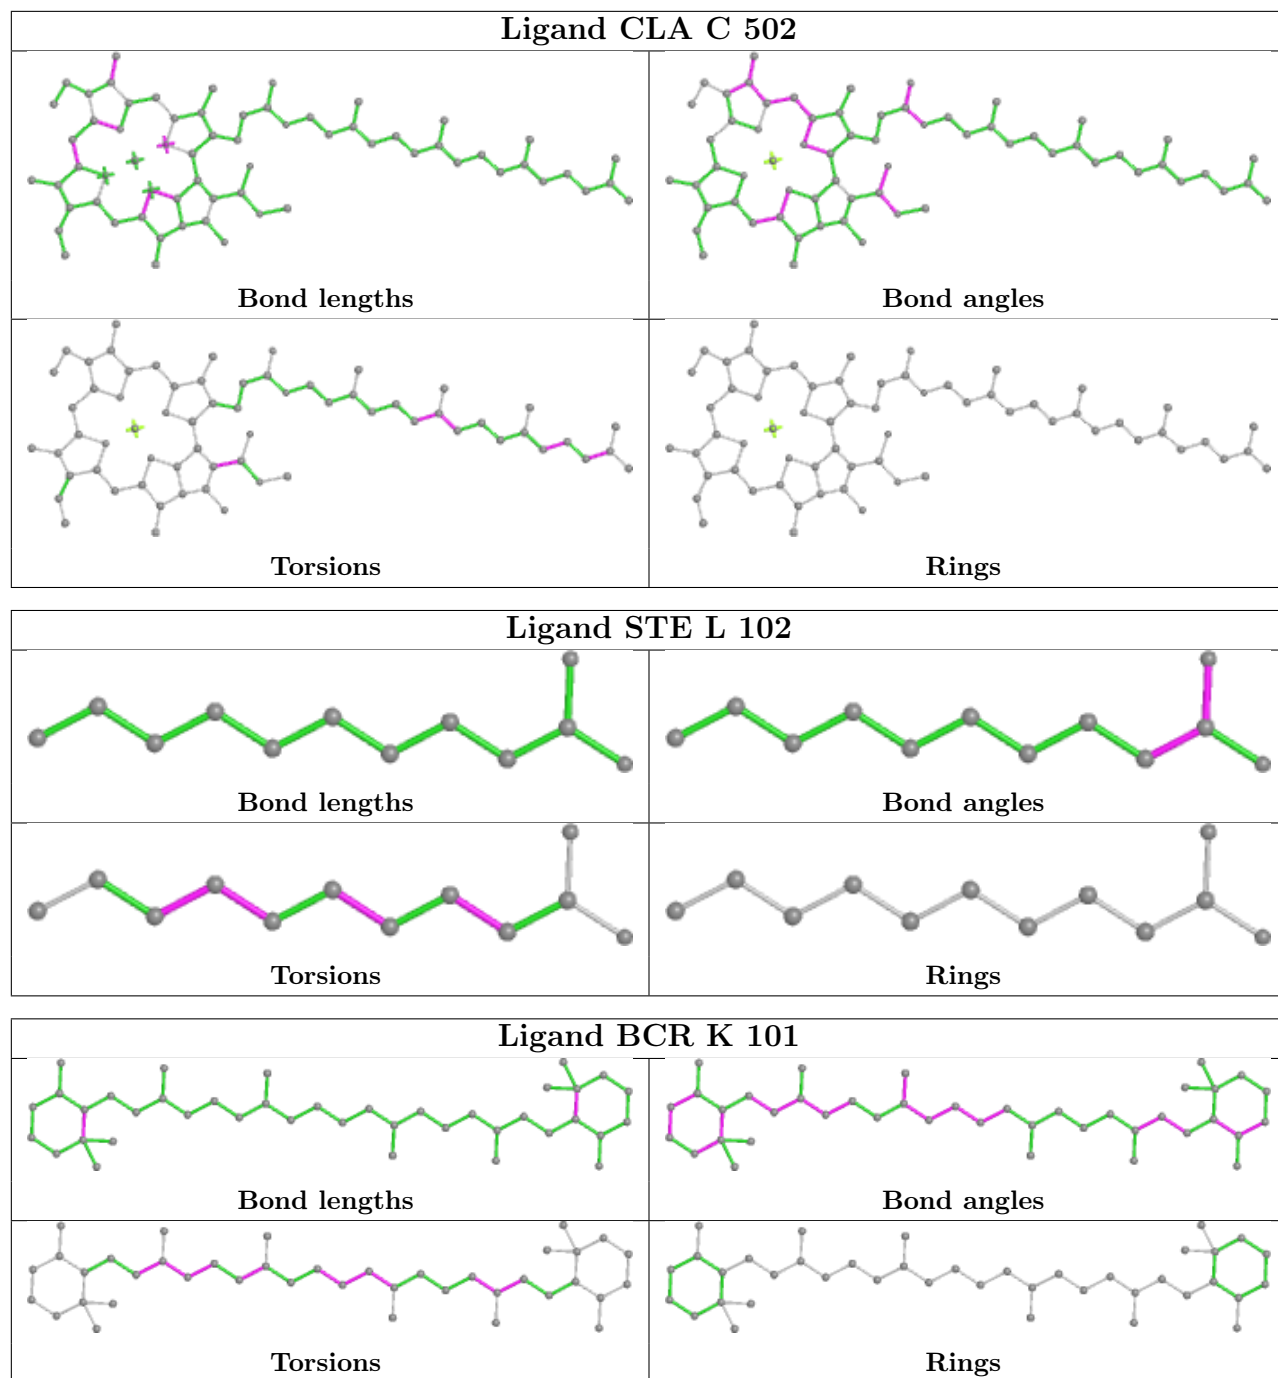 Ligand CLA C 502
Bond lengths
Bond angles
Torsions
Rings
Ligand STE L 102
Bond lengths
Bond angles
Torsions
Rings
Ligand BCR K 101
Bond lengths
Bond angles
Torsions
Rings